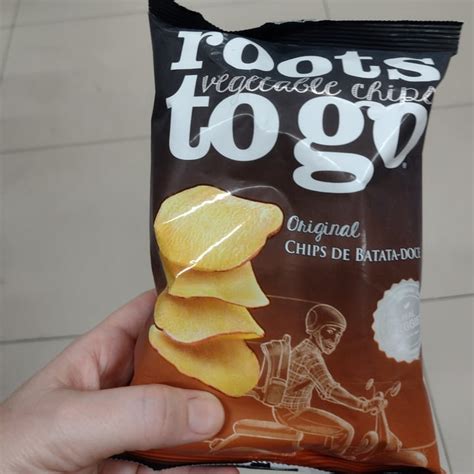 roots
vegetable chips
to go
®
Original
CHIPS DE BATATA-DOCE